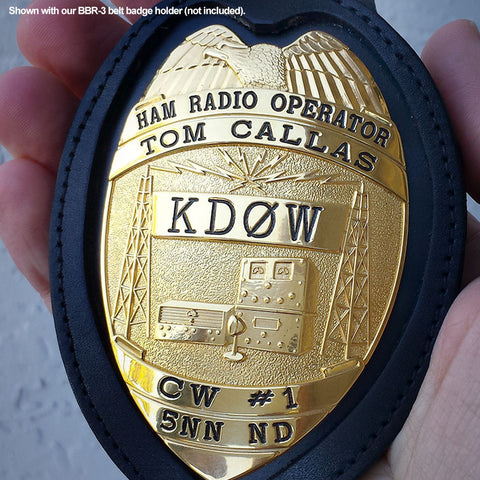 Shown with our BBR-3 belt badge holder (not included).
HAM RADIO OPERATOR
TOM CALLAS
KDØW
CW #1
5NN ND